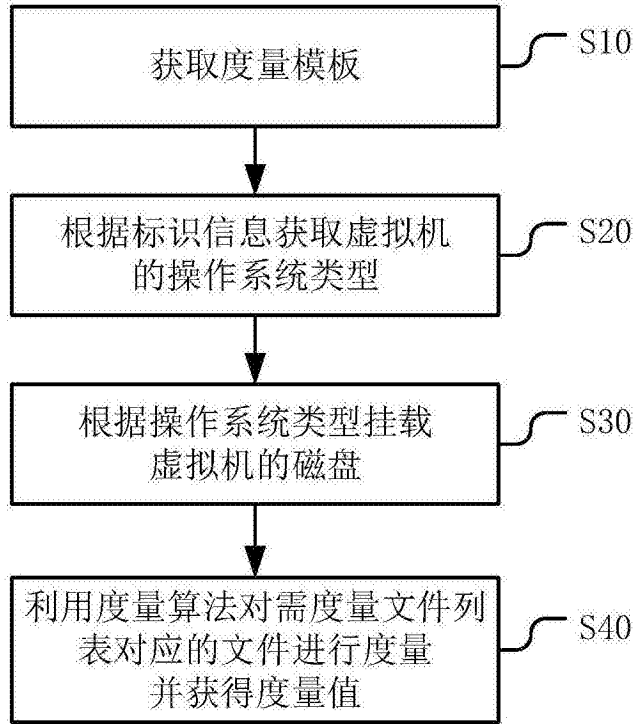 获取度量模板
S10
根据标识信息获取虚拟机
的操作系统类型
S20
根据操作系统类型挂载
虚拟机的磁盘
S30
利用度量算法对需度量文件列
表对应的文件进行度量
并获得度量值
S40